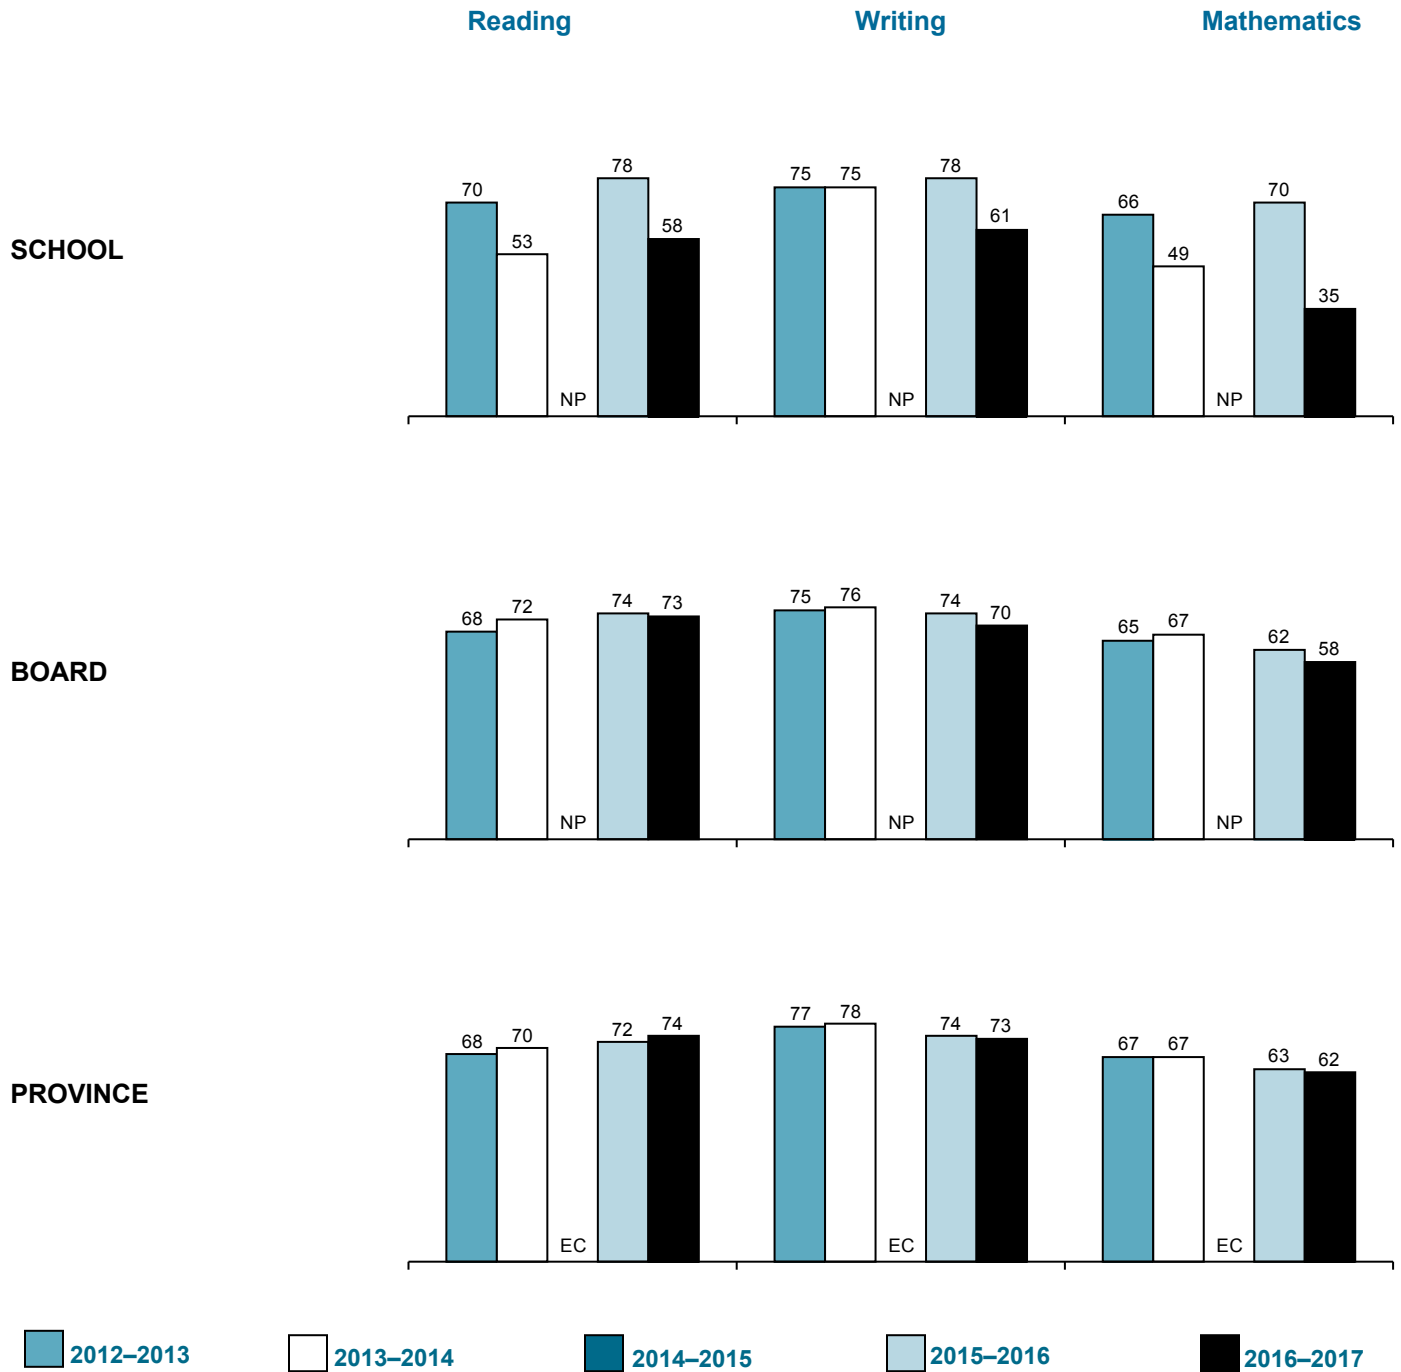 Reading Writing Mathematics
SCHOOL
70 53 NP 78 58 75 75 NP 78 61 66 49 NP 70 35
BOARD
68 72 NP 74 73 75 76 NP 74 70 65 67 NP 62 58
PROVINCE
68 70 EC 72 74 77 78 EC 74 73 67 67 EC 63 62
2012–2013 2013–2014 2014–2015 2015–2016 2016–2017